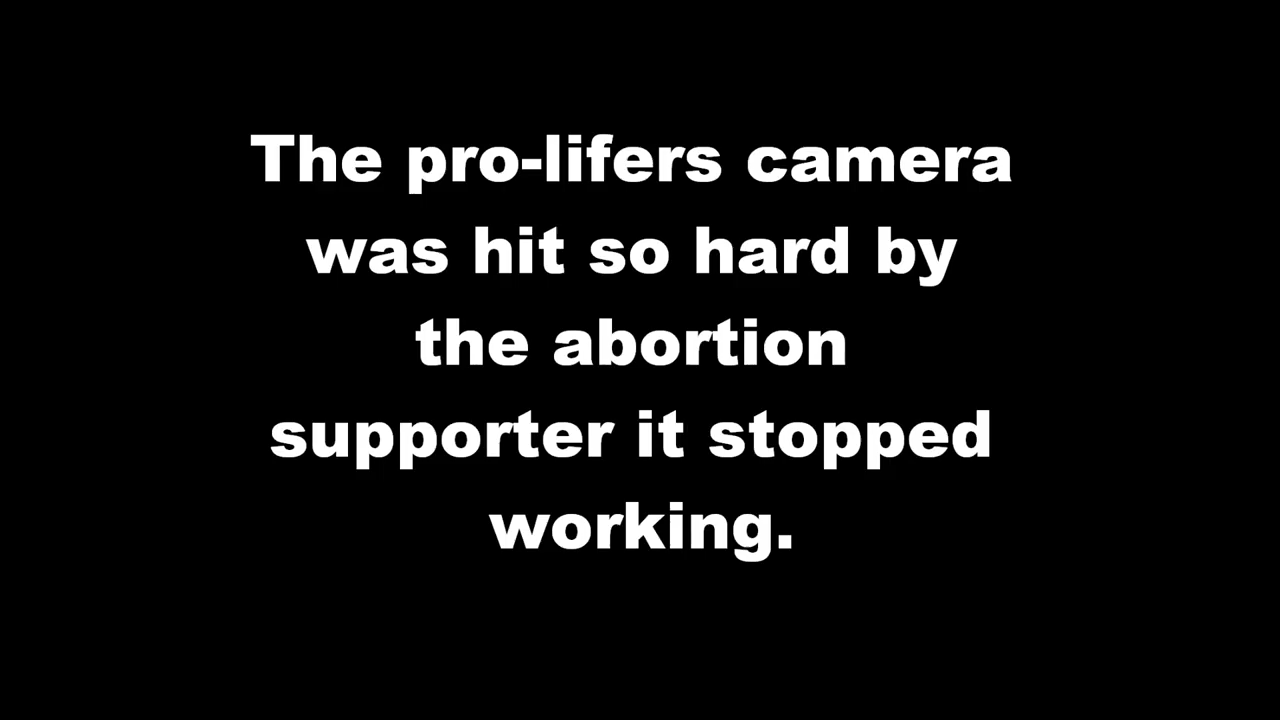 The pro-lifers camera
was hit so hard by
the abortion
supporter it stopped
working.